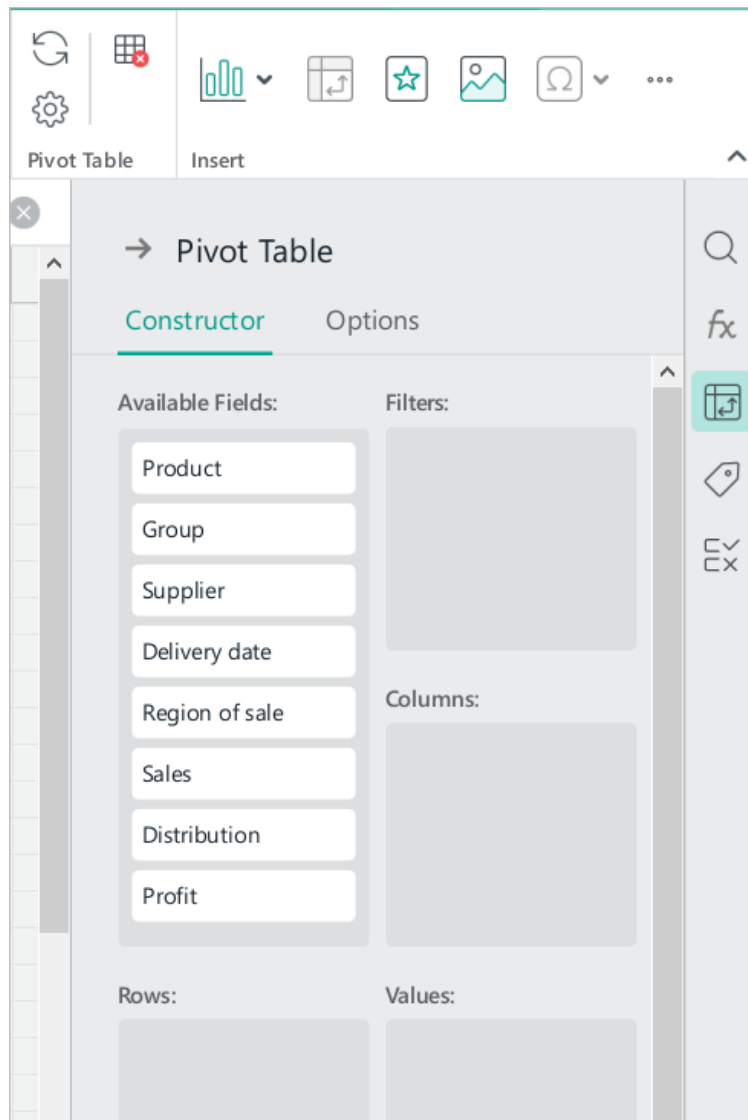 Pivot Table
Insert
Pivot Table
Constructor
Options
Available Fields:
Product
Group
Supplier
Delivery date
Region of sale
Sales
Distribution
Profit
Filters:
Columns:
Rows:
Values:
fx